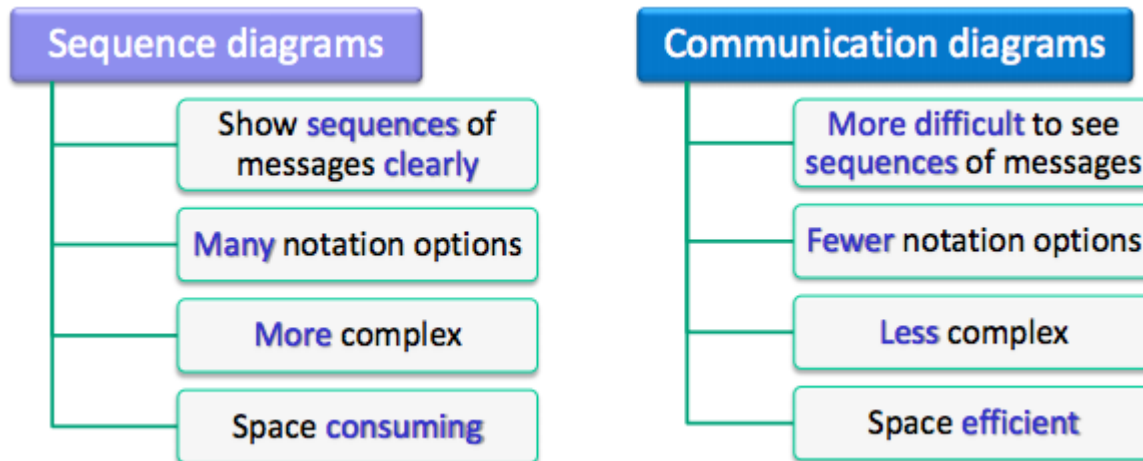 Sequence diagrams
Show sequences of
messages clearly
Many notation options
More complex
Space consuming
Communication diagrams
More difficult to see
sequences of messages
Fewer notation options
Less complex
Space efficient